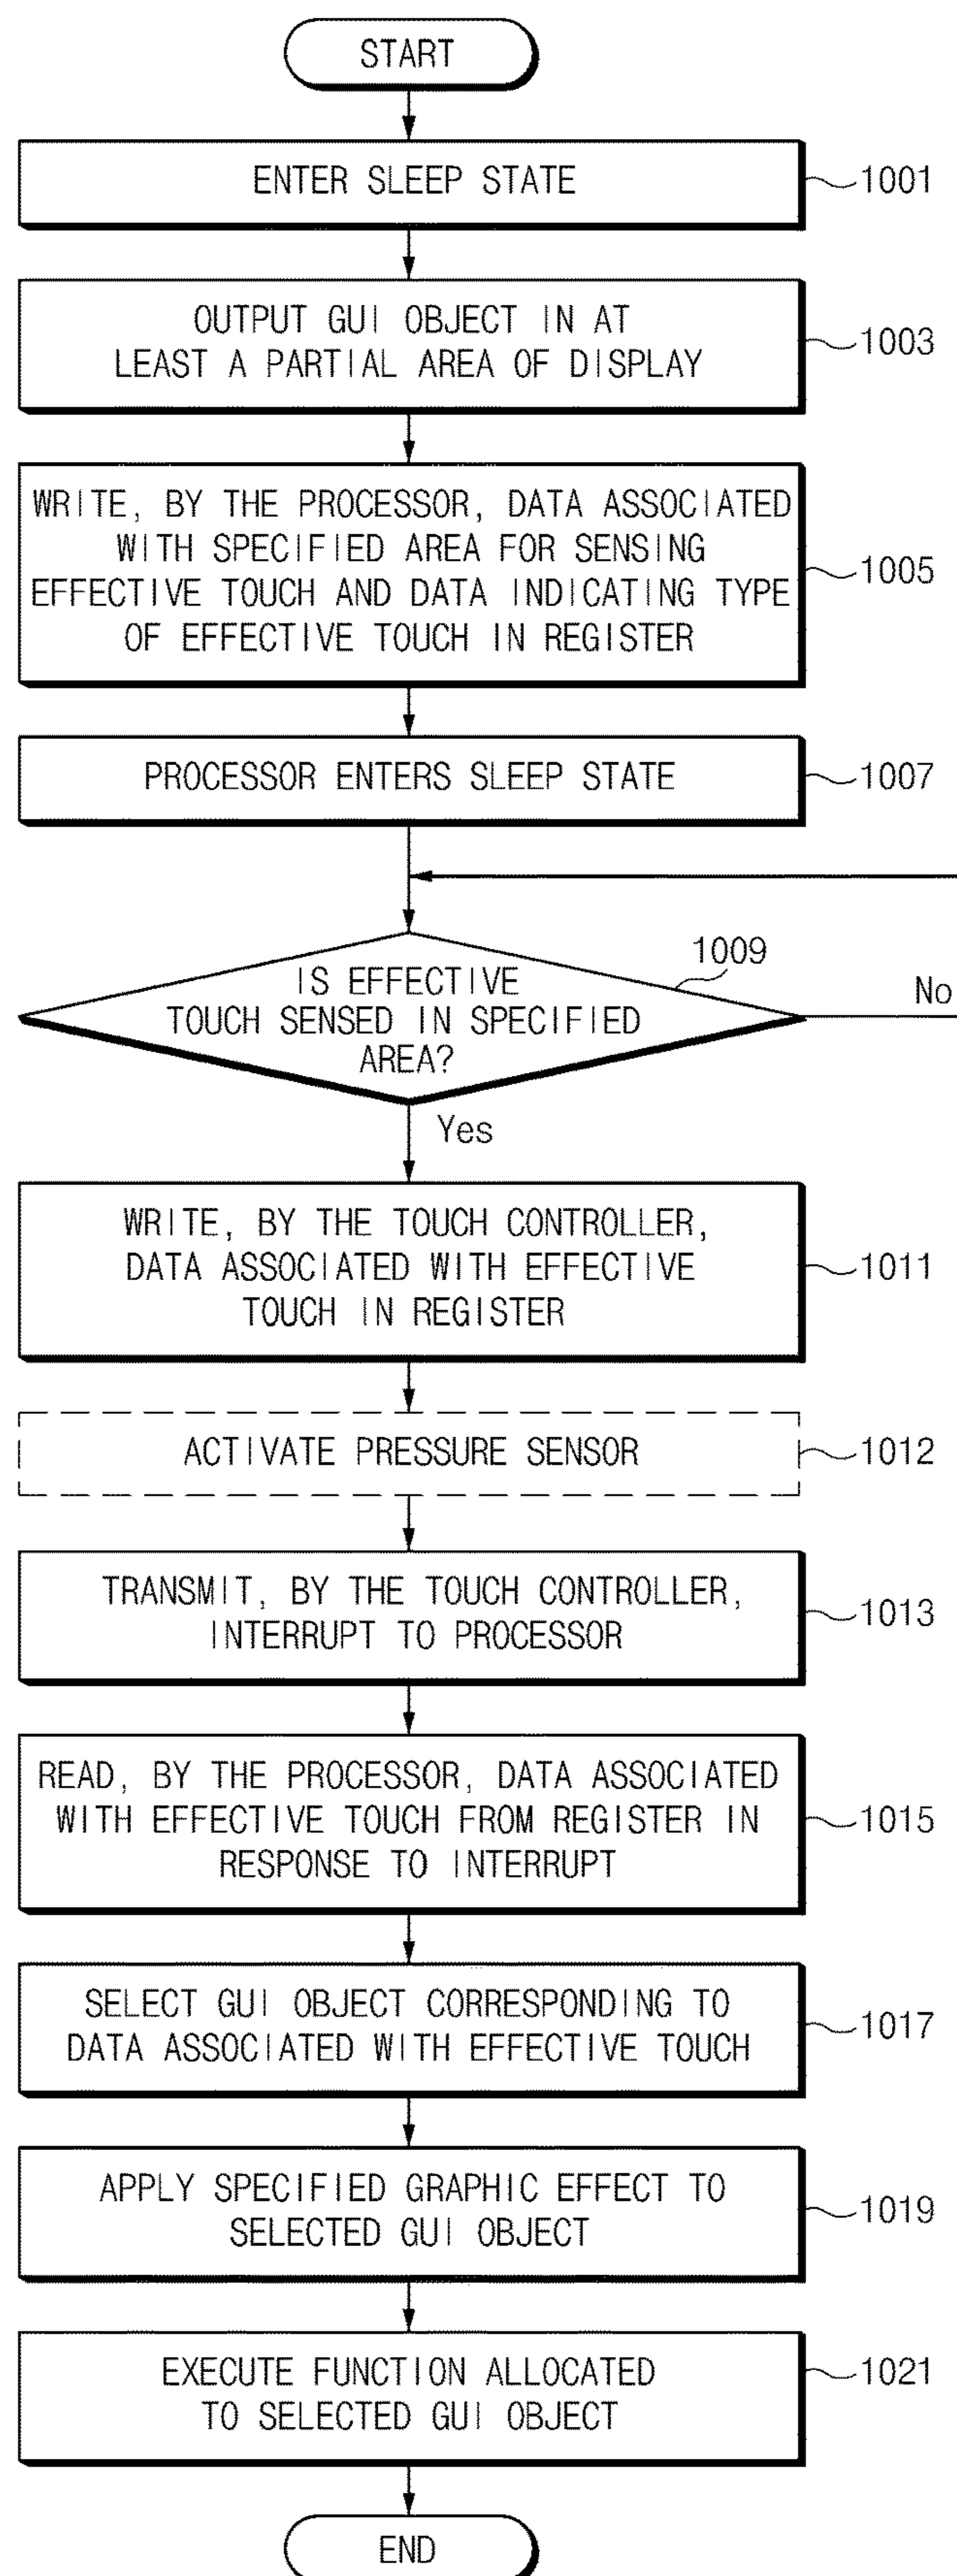 START
ENTER SLEEP STATE
1001
OUTPUT GUI OBJECT IN AT
LEAST A PARTIAL AREA OF DISPLAY
1003
WRITE, BY THE PROCESSOR, DATA ASSOCIATED
WITH SPECIFIED AREA FOR SENSING
EFFECTIVE TOUCH AND DATA INDICATING TYPE
OF EFFECTIVE TOUCH IN REGISTER
1005
PROCESSOR ENTERS SLEEP STATE
1007
1009
IS EFFECTIVE
TOUCH SENSED IN SPECIFIED
AREA?
No
Yes
WRITE, BY THE TOUCH CONTROLLER,
DATA ASSOCIATED WITH EFFECTIVE
TOUCH IN REGISTER
1011
ACTIVATE PRESSURE SENSOR
1012
TRANSMIT, BY THE TOUCH CONTROLLER,
INTERRUPT TO PROCESSOR
1013
READ, BY THE PROCESSOR, DATA ASSOCIATED
WITH EFFECTIVE TOUCH FROM REGISTER IN
RESPONSE TO INTERRUPT
1015
SELECT GUI OBJECT CORRESPONDING TO
DATA ASSOCIATED WITH EFFECTIVE TOUCH
1017
APPLY SPECIFIED GRAPHIC EFFECT TO
SELECTED GUI OBJECT
1019
EXECUTE FUNCTION ALLOCATED
TO SELECTED GUI OBJECT
1021
END